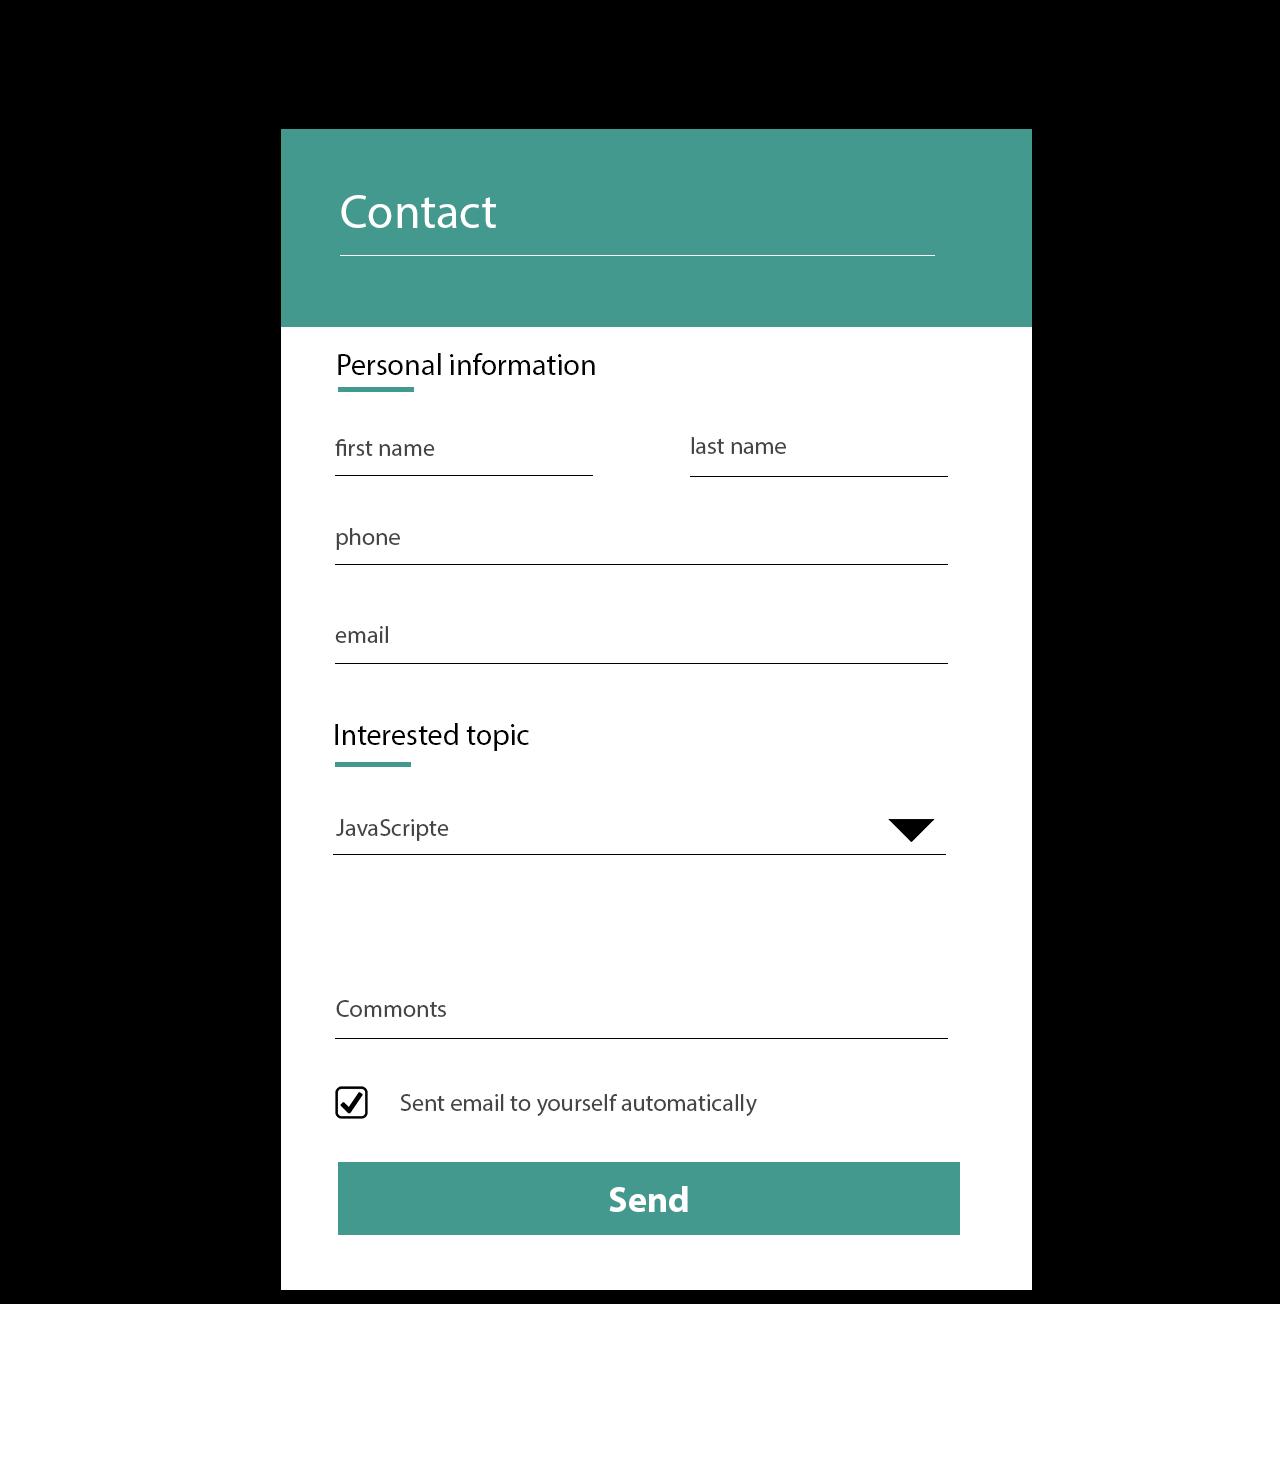 Contact
Personal information
first name
last name
phone
email
Interested topic
JavaScripte
Commonts
Sent email to yourself automatically
Send